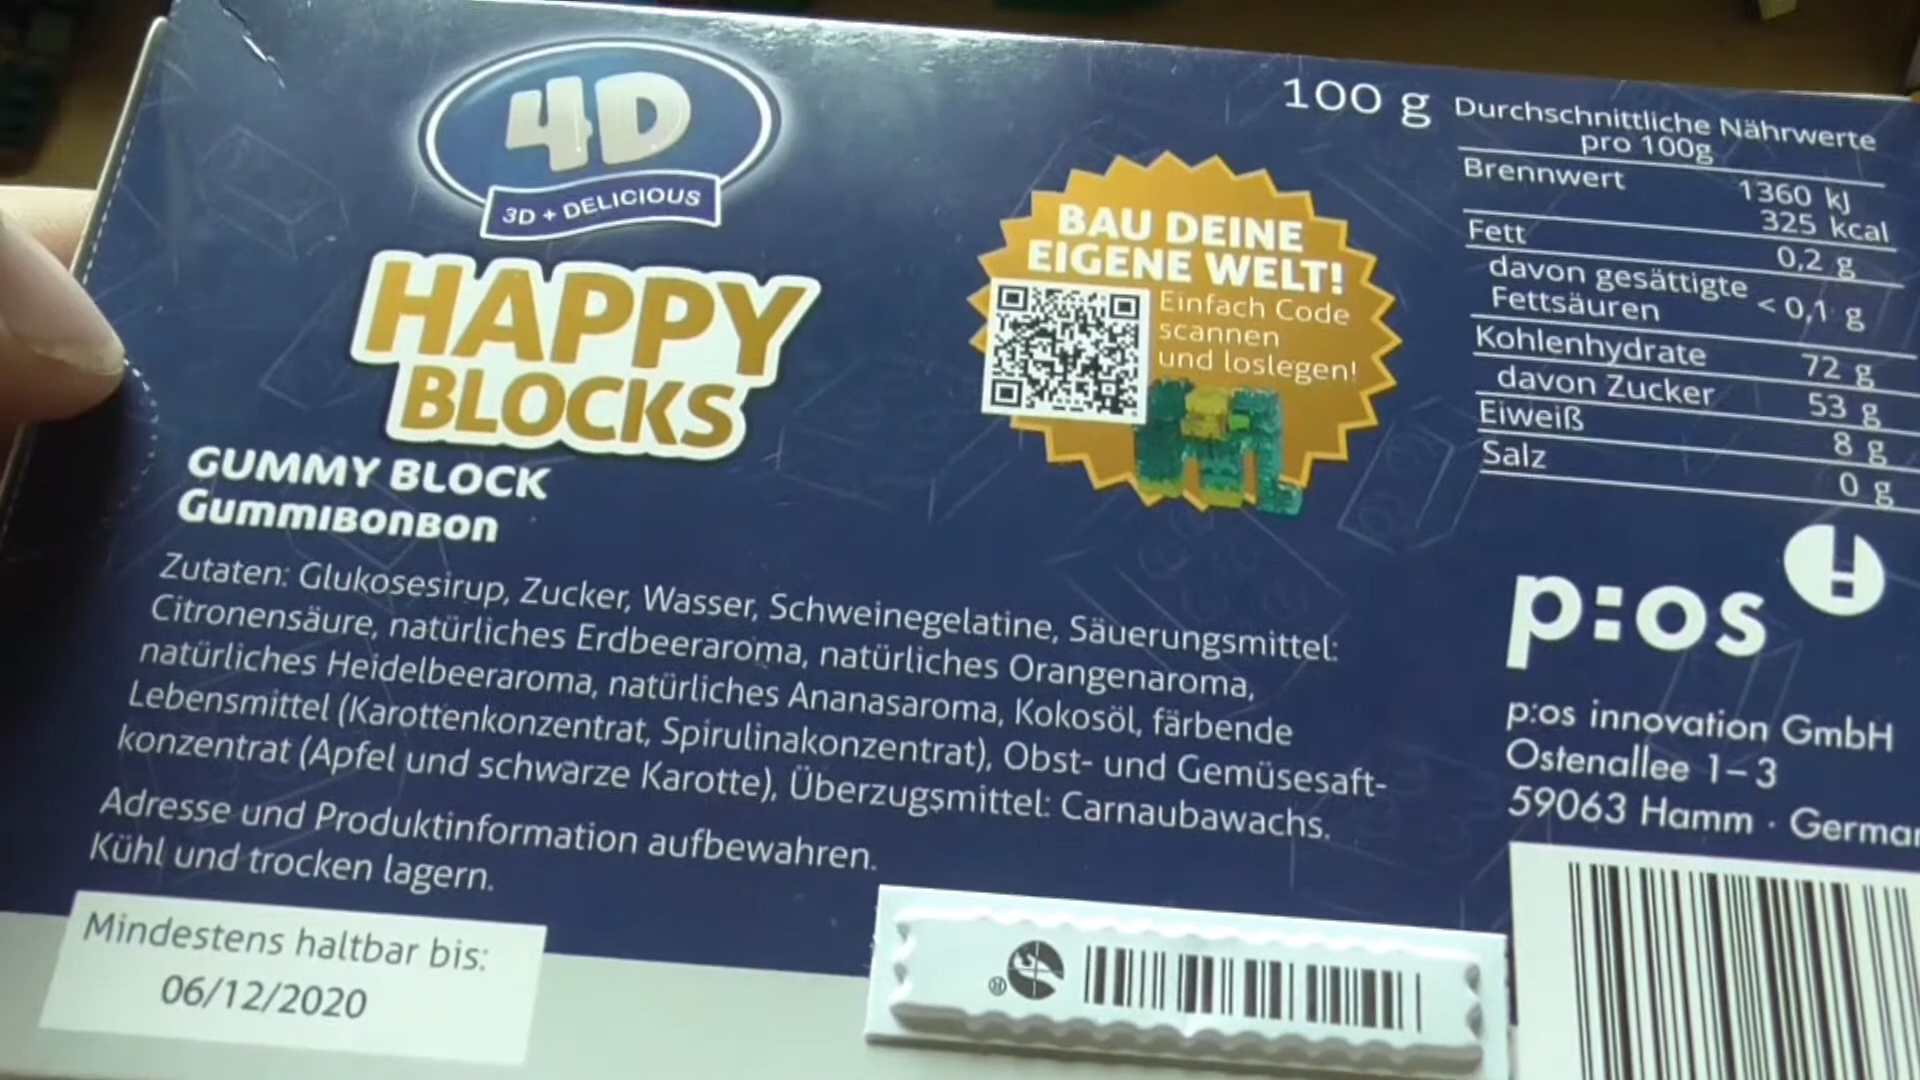 4D
3D + DELICIOUS
HAPPY
BLOCKS
GUMMY BLOCK
GUMMIBONBON
Zutaten: Glukosesirup, Zucker, Wasser, Schweinegelatine, Säuerungsmittel:
Citronensäure, natürliches Erdbeeraroma, natürliches Orangenaroma,
natürliches Heidelbeeraroma, natürliches Ananasaroma, Kokosöl, färbende
Lebensmittel (Karottenkonzentrat, Spirulinakonzentrat), Obst- und Gemüsesaft-
konzentrat (Apfel und schwarze Karotte), Überzugsmittel: Carnaubawachs.
Adresse und Produktinformation aufbewahren.
Kühl und trocken lagern.
Mindestens haltbar bis:
06/12/2020
BAU DEINE
EIGENE WELT!
Einfach Code
scannen
und loslegen!
100 g
Durchschnittliche Nährwerte
pro 100g
Brennwert 1360 kJ
325 kcal
Fett 0,2 g
davon gesättigte
Fettsäuren < 0,1 g
Kohlenhydrate 72 g
davon Zucker 53 g
Eiweiß 8 g
Salz 0 g
p:os
p:os innovation GmbH
Ostenallee 1–3
59063 Hamm · German
®